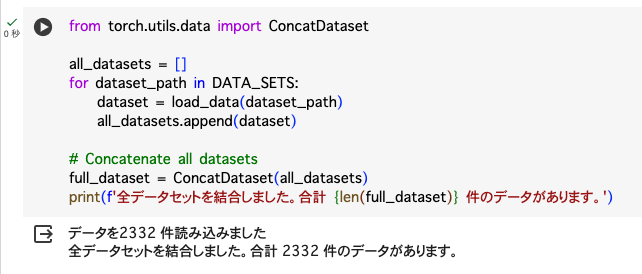 from torch.utils.data import ConcatDataset
all_datasets = []
for dataset_path in DATA_SETS:
dataset = load_data(dataset_path)
all_datasets.append(dataset)
# Concatenate all datasets
full_dataset = ConcatDataset(all_datasets)
print(f'全データセットを結合しました。合計 {len(full_dataset)} 件のデータがあります。')
0 秒
データを2332 件読み込みました
全データセットを結合しました。合計 2332 件のデータがあります。